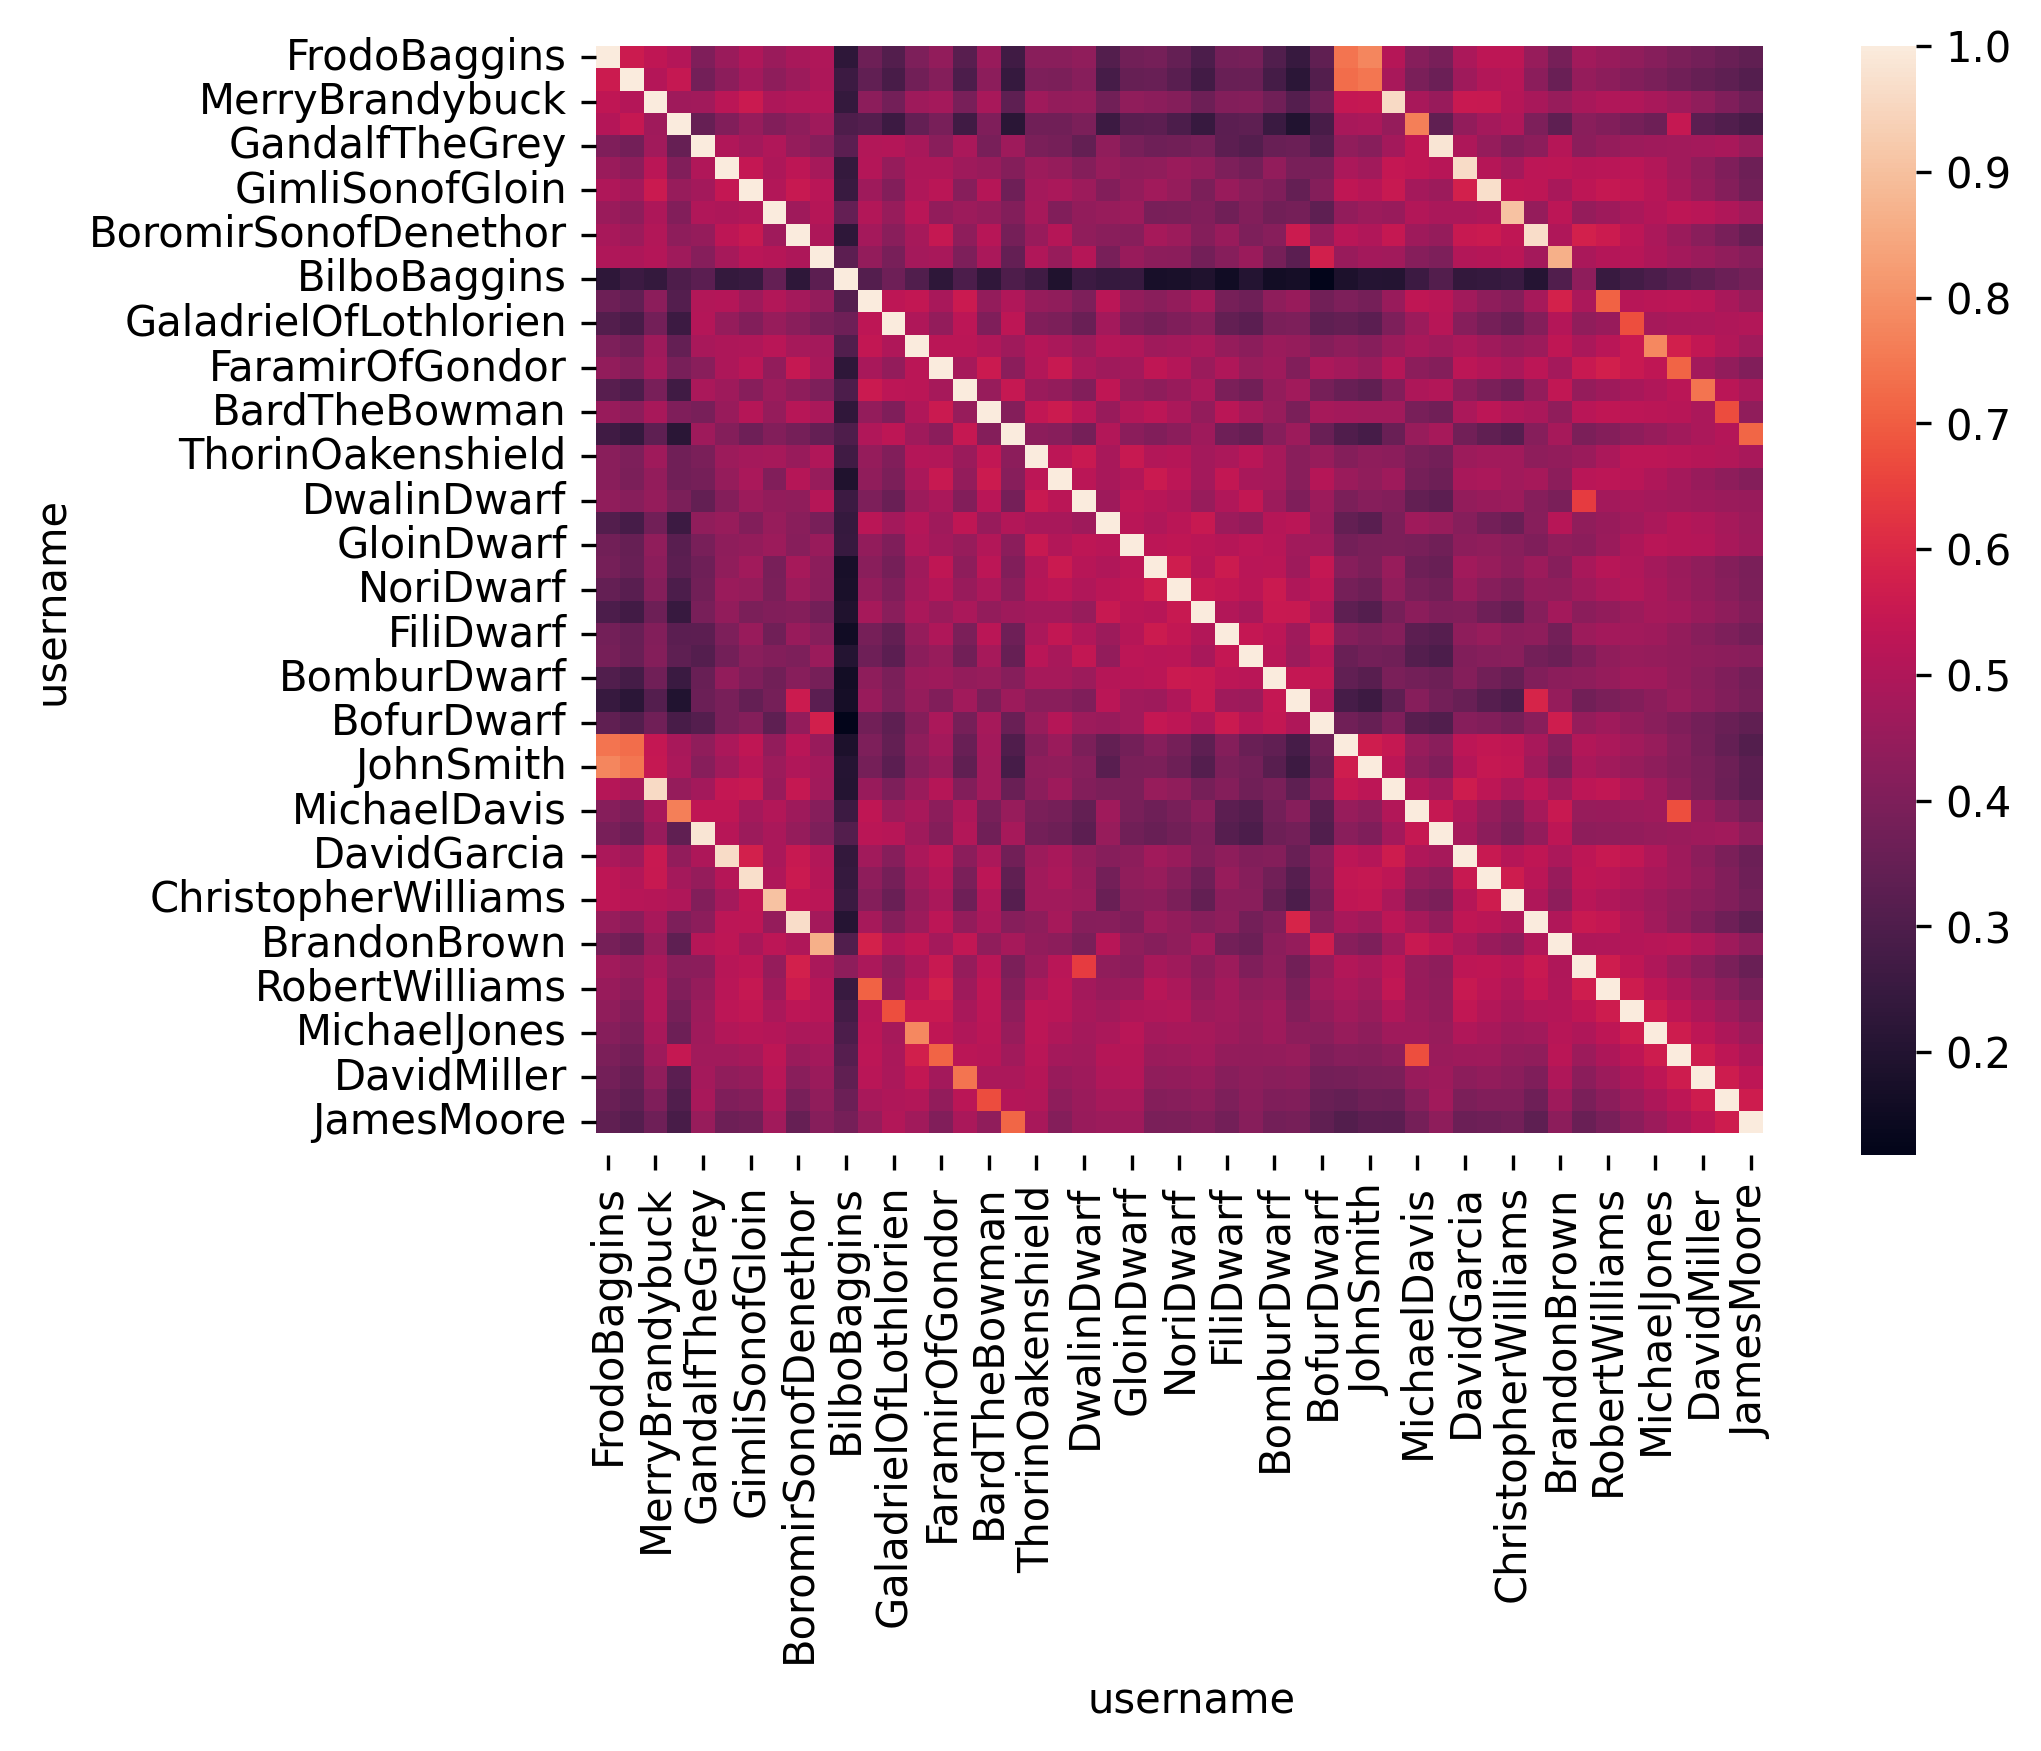 FrodoBaggins
MerryBrandybuck
GandalfTheGrey
GimliSonofGloin
BoromirSonofDenethor
BilboBaggins
GaladrielOfLothlorien
FaramirOfGondor
BardTheBowman
ThorinOakenshield
DwalinDwarf
GloinDwarf
NoriDwarf
FiliDwarf
BomburDwarf
BofurDwarf
JohnSmith
MichaelDavis
DavidGarcia
ChristopherWilliams
BrandonBrown
RobertWilliams
MichaelJones
DavidMiller
JamesMoore
username
FrodoBaggins
MerryBrandybuck
GandalfTheGrey
GimliSonofGloin
BoromirSonofDenethor
BilboBaggins
GaladrielOfLothlorien
FaramirOfGondor
BardTheBowman
ThorinOakenshield
DwalinDwarf
GloinDwarf
NoriDwarf
FiliDwarf
BomburDwarf
BofurDwarf
JohnSmith
MichaelDavis
DavidGarcia
ChristopherWilliams
BrandonBrown
RobertWilliams
MichaelJones
DavidMiller
JamesMoore
username
1.0
0.9
0.8
0.7
0.6
0.5
0.4
0.3
0.2